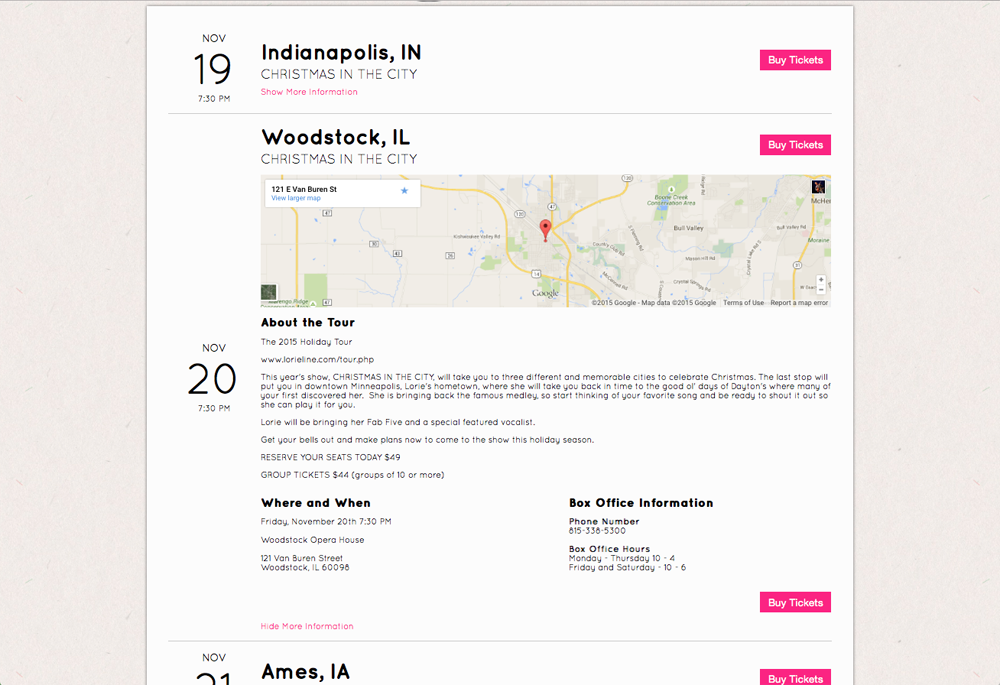 NOV
19
7:30 PM
Indianapolis, IN
CHRISTMAS IN THE CITY
Show More Information
Buy Tickets
Woodstock, IL
CHRISTMAS IN THE CITY
Buy Tickets
121 E Van Buren St
View larger map
47
120
47
Boone Creek
Conservation Area
McHe
Kishwaukee Valley Rd
Bull Valley
Bull Valley Rd
Country Club Rd
Moraine
14
Google
47
©2015 Google - Map data ©2015 Google
Terms of Use
Report a map error
NOV
20
7:30 PM
About the Tour
The 2015 Holiday Tour
www.lorieline.com/tour.php
This year's show, CHRISTMAS IN THE CITY, will take you to three different and memorable cities to celebrate Christmas. The last stop will
put you in downtown Minneapolis, Lorie's hometown, where she will take you back in time to the good ol' days of Dayton's where many of
your first discovered her. She is bringing back the famous medley, so start thinking of your favorite song and be ready to shout it out so
she can play it for you.
Lorie will be bringing her Fab Five and a special featured vocalist.
Get your bells out and make plans now to come to the show this holiday season.
RESERVE YOUR SEATS TODAY $49
GROUP TICKETS $44 (groups of 10 or more)
Where and When
Friday, November 20th 7:30 PM
Woodstock Opera House
121 Van Buren Street
Woodstock, IL 60098
Box Office Information
Phone Number
815-338-5300
Box Office Hours
Monday - Thursday 10 - 4
Friday and Saturday - 10 - 6
Buy Tickets
Hide More Information
NOV
21
Ames, IA
Buy Tickets